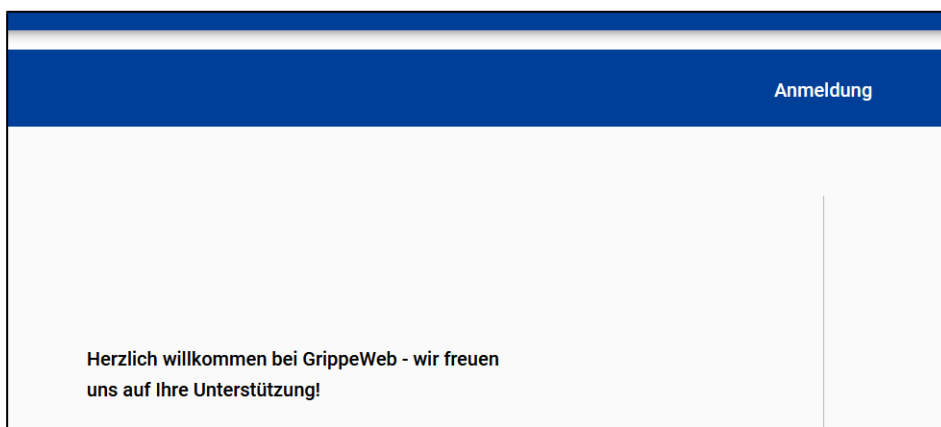 Anmeldung
Herzlich willkommen bei GrippeWeb - wir freuen
uns auf Ihre Unterstützung!